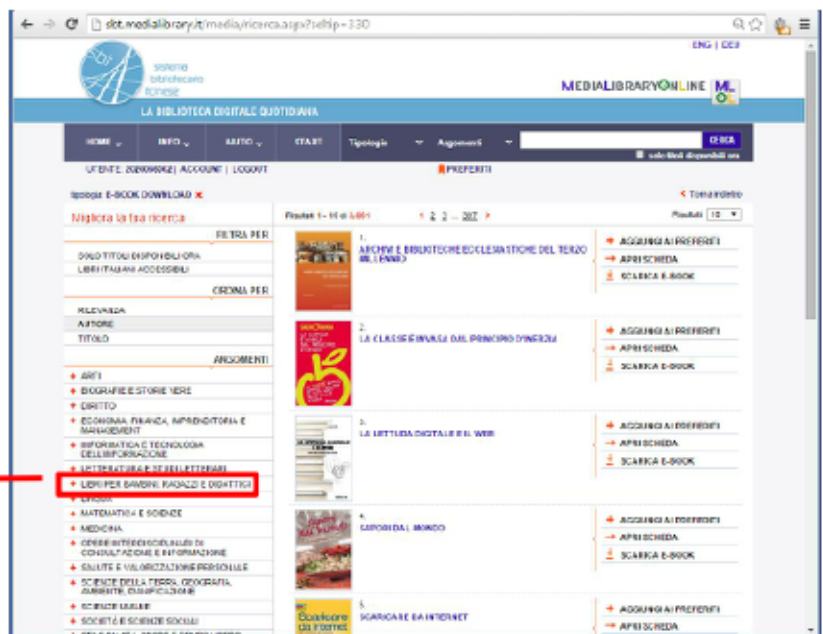 sbt.medialibrary.it/media/ricerca.aspx?seltip=330
ENG | DEU
sbt
sistema
bibliotecario
ticinese
MEDIALIBRARYONLINE
LA BIBLIOTECA DIGITALE QUOTIDIANA
HOME INFO AIUTO START Tipologie Argomenti CERCA
solo titoli disponibili ora
UTENTE: | ACCOUNT | LOGOUT PREFERITI
tipologia: E-BOOK DOWNLOAD Torna indietro
Migliora la tua ricerca
Risultati 1 - 10 di 1 2 3 ... Risultati 10
FILTRA PER
SOLO TITOLI DISPONIBILI ORA
LIBRI ITALIANI ACCESSIBILI
ORDINA PER
RILEVANZA
AUTORE
TITOLO
ARGOMENTI
ARTI
BIOGRAFIE E STORIE VERE
DIRITTO
ECONOMIA, FINANZA, IMPRENDITORIA E
MANAGEMENT
INFORMATICA E TECNOLOGIA
DELL'INFORMAZIONE
LETTERATURA E STUDI LETTERARI
LIBRI PER BAMBINI, RAGAZZI E DIDATTICI
LINGUA
MATEMATICA E SCIENZE
MEDICINA
OPERE INTERDISCIPLINARI DI
CONSULTAZIONE E INFORMAZIONE
SALUTE E VALORIZZAZIONE PERSONALE
SCIENZE DELLA TERRA, GEOGRAFIA,
AMBIENTE, PIANIFICAZIONE
SCIENZE UMANE
SOCIETÀ E SCIENZE SOCIALI
1.
ARCHIVI E BIBLIOTECHE ECCLESIASTICHE DEL TERZO
MILLENNIO
AGGIUNGI AI PREFERITI
APRI SCHEDA
SCARICA E-BOOK
2.
LA CLASSE È INVASA DAL PRINCIPIO D'INERZIA
AGGIUNGI AI PREFERITI
APRI SCHEDA
SCARICA E-BOOK
3.
LA LETTURA DIGITALE E IL WEB
AGGIUNGI AI PREFERITI
APRI SCHEDA
SCARICA E-BOOK
4.
SAPORI DAL MONDO
AGGIUNGI AI PREFERITI
APRI SCHEDA
SCARICA E-BOOK
5.
Scaricare
da internet
SCARICARE DA INTERNET
AGGIUNGI AI PREFERITI
APRI SCHEDA